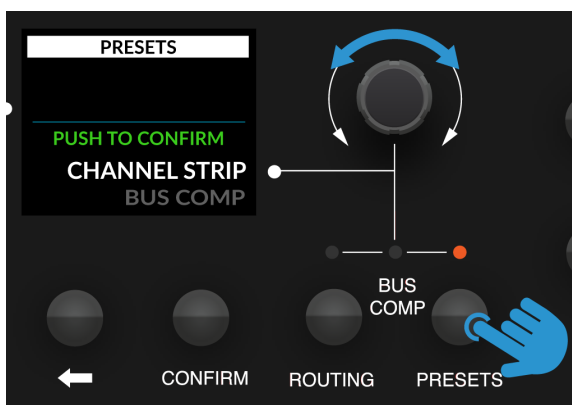 PRESETS
PUSH TO CONFIRM
CHANNEL STRIP
BUS COMP
BUS
COMP
CONFIRM
ROUTING
PRESETS